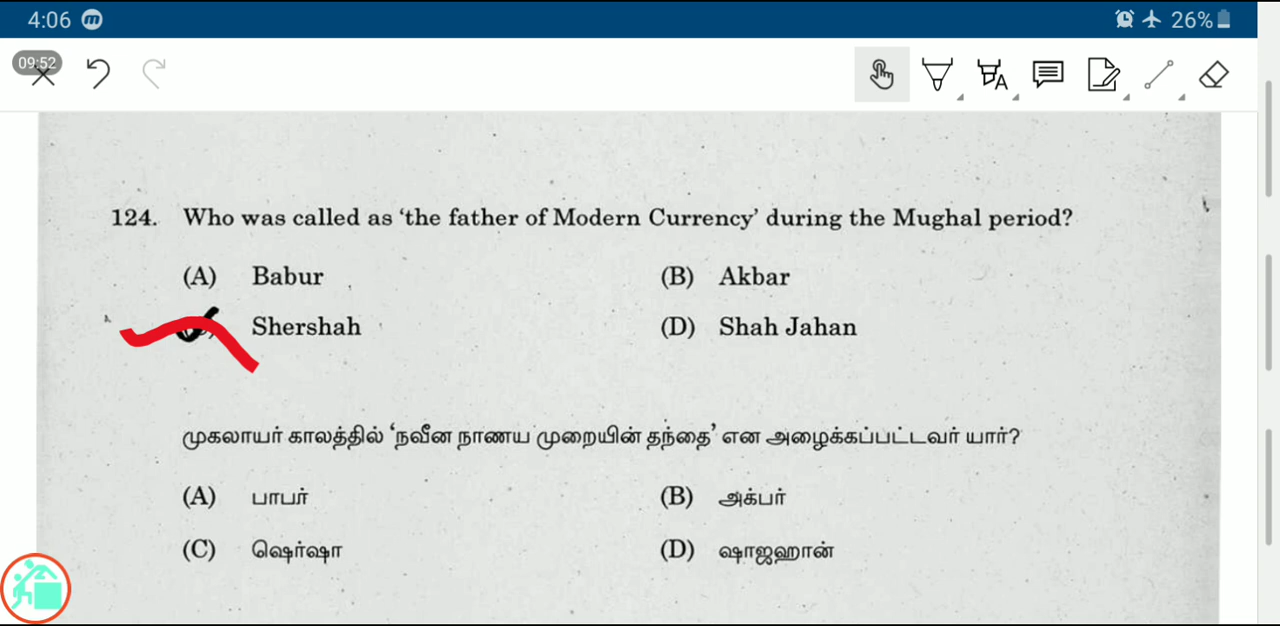 4:06 m 26%
09:52
A
124. Who was called as ‘the father of Modern Currency’ during the Mughal period?
(A) Babur (B) Akbar
Shershah (D) Shah Jahan
முகலாயர் காலத்தில் ‘நவீன நாணய முறையின் தந்தை’ என அழைக்கப்பட்டவர் யார்?
(A) பாபர் (B) அக்பர்
(C) ஷெர்ஷா (D) ஷாஜஹான்